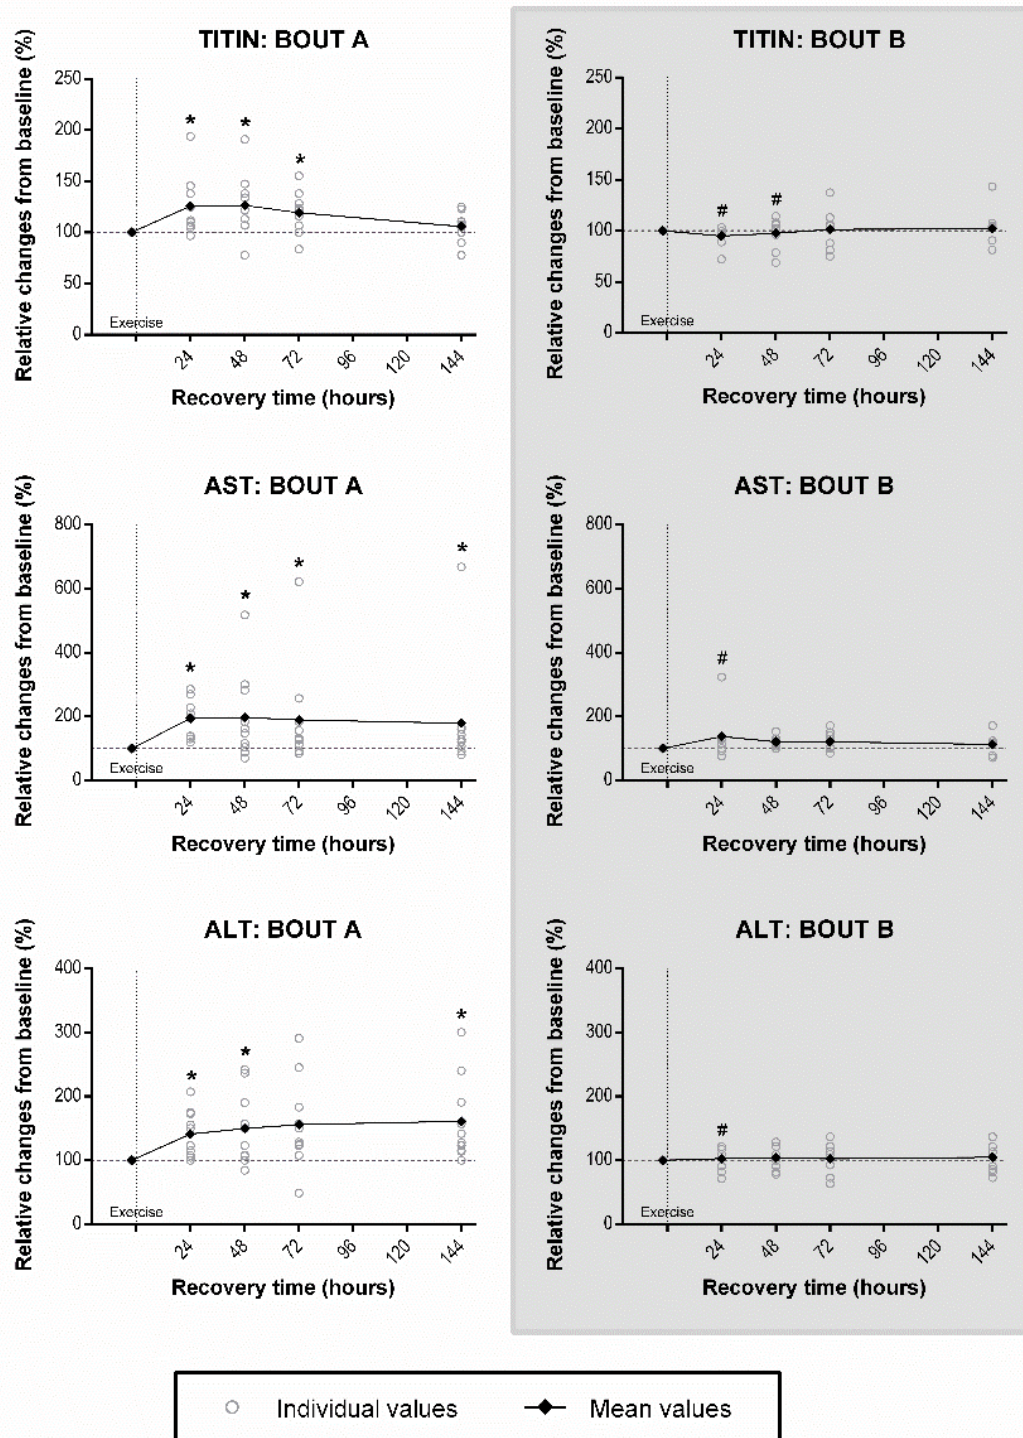 TITIN: BOUT A
Relative changes from baseline (%)
250
200
150
100
50
0
* * *
Exercise
24 48 72 96 120 144
Recovery time (hours)
TITIN: BOUT B
Relative changes from baseline (%)
250
200
150
100
50
0
# #
Exercise
24 48 72 96 120 144
Recovery time (hours)
AST: BOUT A
Relative changes from baseline (%)
800
600
400
200
0
* * * *
Exercise
24 48 72 96 120 144
Recovery time (hours)
AST: BOUT B
Relative changes from baseline (%)
800
600
400
200
0
#
Exercise
24 48 72 96 120 144
Recovery time (hours)
ALT: BOUT A
Relative changes from baseline (%)
400
300
200
100
0
* * *
Exercise
24 48 72 96 120 144
Recovery time (hours)
ALT: BOUT B
Relative changes from baseline (%)
400
300
200
100
0
#
Exercise
24 48 72 96 120 144
Recovery time (hours)
Individual values Mean values